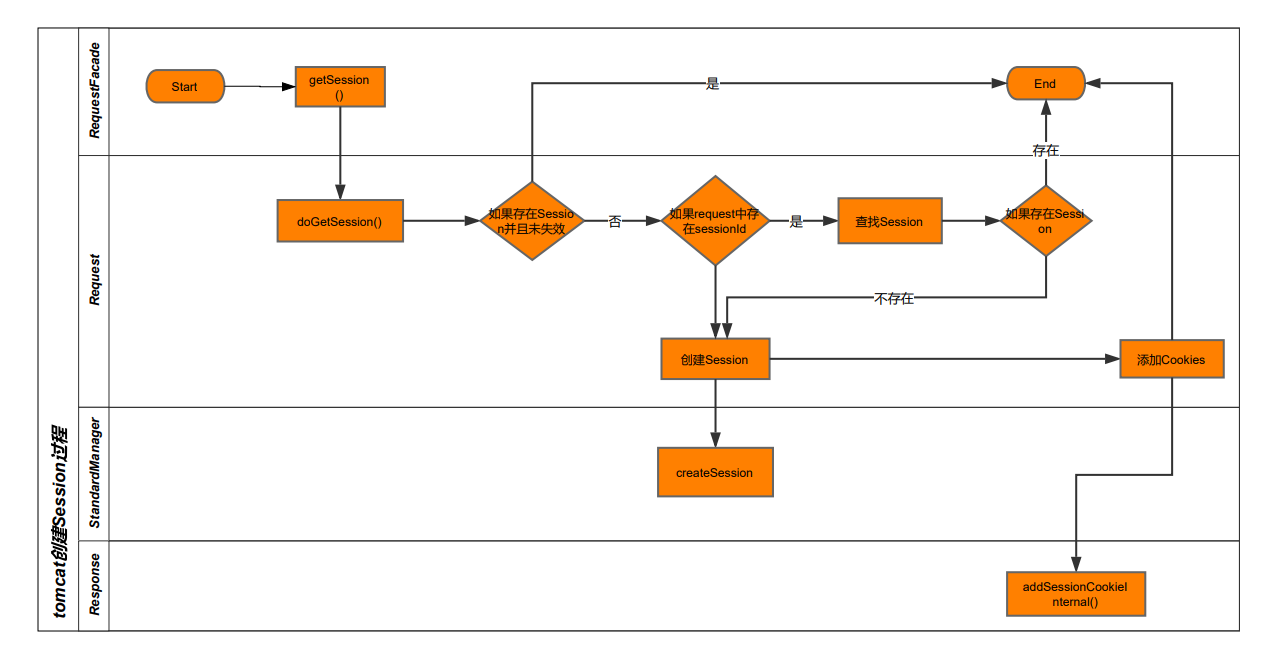 tomcat创建Session过程
RequestFacade
Start
getSession
()
是
End
存在
Request
doGetSession()
如果存在Sessio
n并且未失效
否
如果request中存
在sessionId
是
查找Session
如果存在Sessi
on
不存在
创建Session
添加Cookies
StandardManager
createSession
Response
addSessionCookieI
nternal()